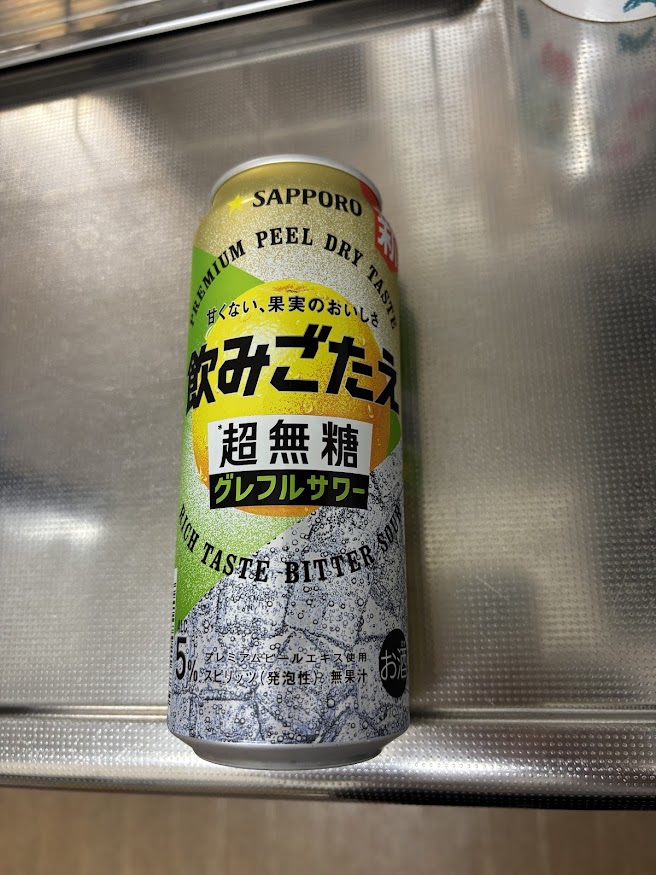 SAPPORO
新
PREMIUM PEEL DRY TASTE
甘くない、果実のおいしさ
飲みごたえ
*超無糖
グレフルサワー
RICH TASTE BITTER SOUR
ALC.
5%
プレミアムピールエキス使用
スピリッツ(発泡性)② 無果汁
お酒